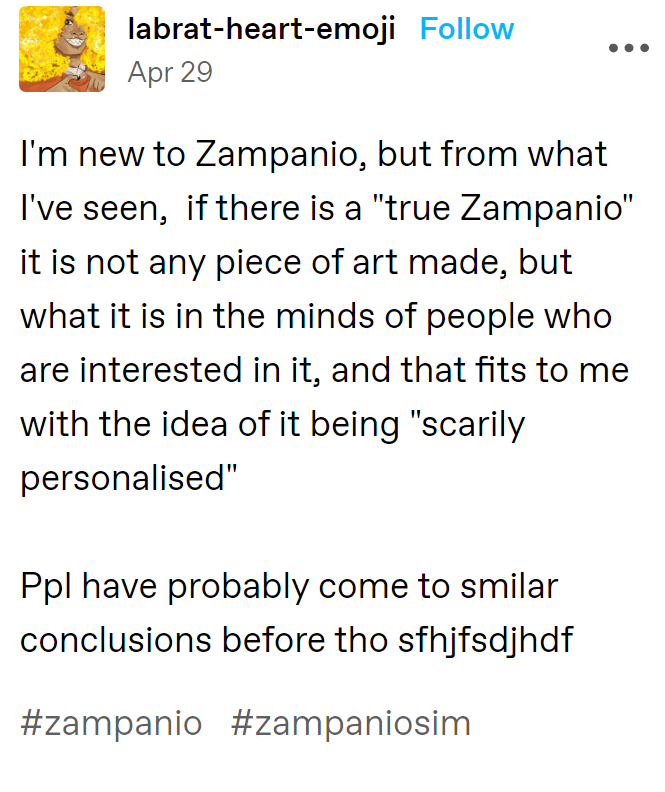 labrat-heart-emoji Follow
Apr 29
I'm new to Zampanio, but from what
I've seen,  if there is a "true Zampanio"
it is not any piece of art made, but
what it is in the minds of people who
are interested in it, and that fits to me
with the idea of it being "scarily
personalised"
Ppl have probably come to smilar
conclusions before tho sfhjfsdjhdf
#zampanio #zampaniosim